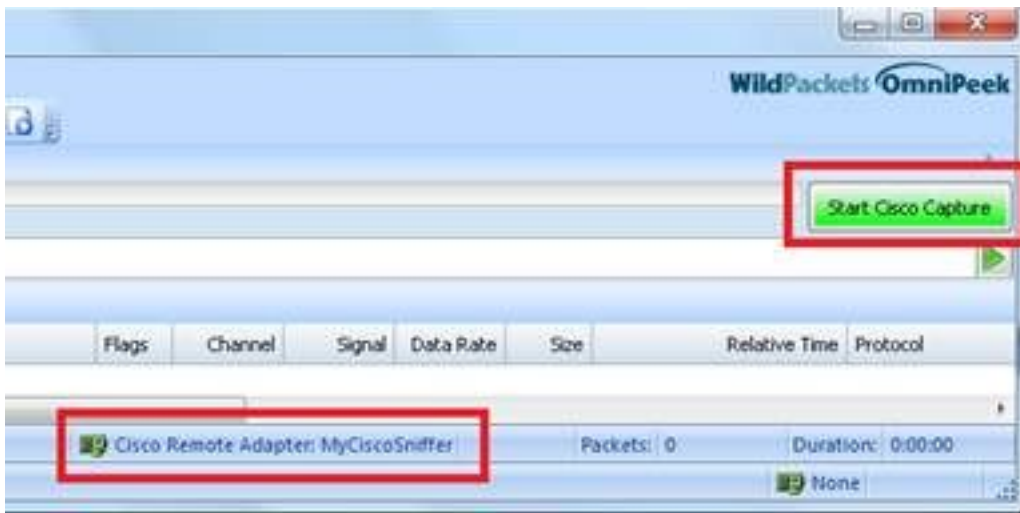 WildPackets OmniPeek
Start Cisco Capture
Flags Channel Signal Data Rate Size Relative Time Protocol
Cisco Remote Adapter: MyCiscoSniffer Packets: 0 Duration: 0:00:00
None